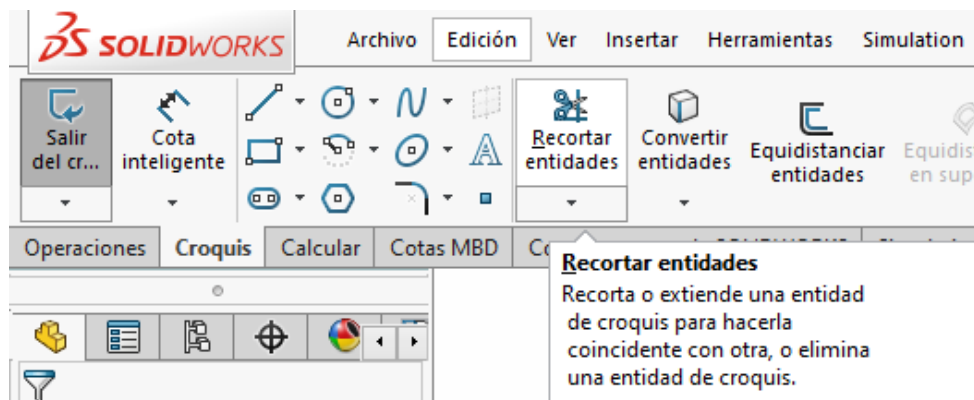 SOLIDWORKS Archivo Edición Ver Insertar Herramientas Simulation
Salir
del cr...
Cota
inteligente
Recortar
entidades
Convertir
entidades
Equidistanciar
entidades
Operaciones Croquis Calcular Cotas MBD
Recortar entidades
Recorta o extiende una entidad
de croquis para hacerla
coincidente con otra, o elimina
una entidad de croquis.